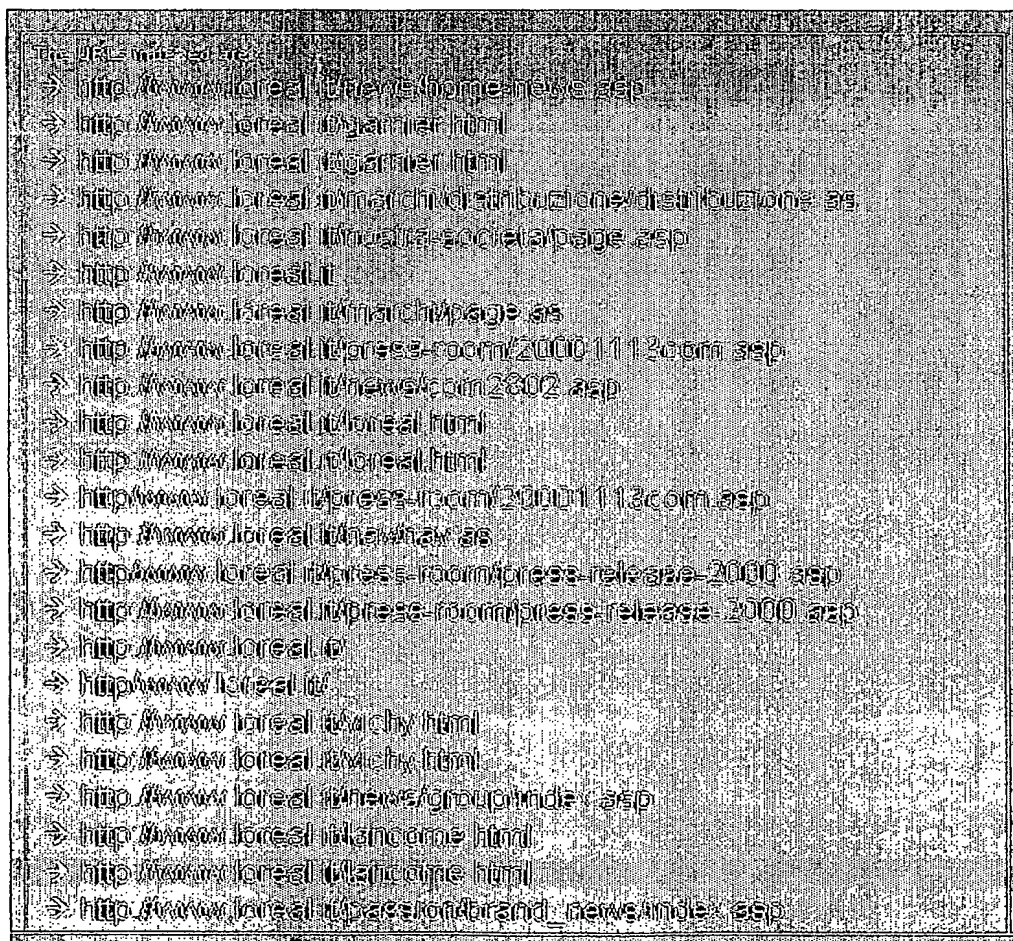 The URLs
→ http://www.loreal.it/news/home-news.asp
→ http://www.loreal.it/garnier.html
→ http://www.loreal.it/garnier.html
→ http://www.loreal.it/marchi/distribuzione/distribuzione.as
→ http://www.loreal.it/nostra-societa/page.asp
→ http://www.loreal.it
→ http://www.loreal.it/marchi/page.as
→ http://www.loreal.it/press-room/20001113com.asp
→ http://www.loreal.it/news/com2802.asp
→ http://www.loreal.it/loreal.html
→ http://www.loreal.it/loreal.html
→ http/www.loreal.it/press-room/20001113com.asp
→ http://www.loreal.it/nav/nav.as
→ http/www.loreal.it/press-room/press-release-2000.asp
→ http://www.loreal.it/press-room/press-release-2000.asp
→ http://www.loreal.it/
→ http/www.loreal.it/
→ http://www.loreal.it/vichy.html
→ http://www.loreal.it/vichy.html
→ http://www.loreal.it/news/group/index.asp
→ http://www.loreal.it/lancome.html
→ http://www.loreal.it/lancome.html
→ http://www.loreal.it/passion/brand_news/index.asp